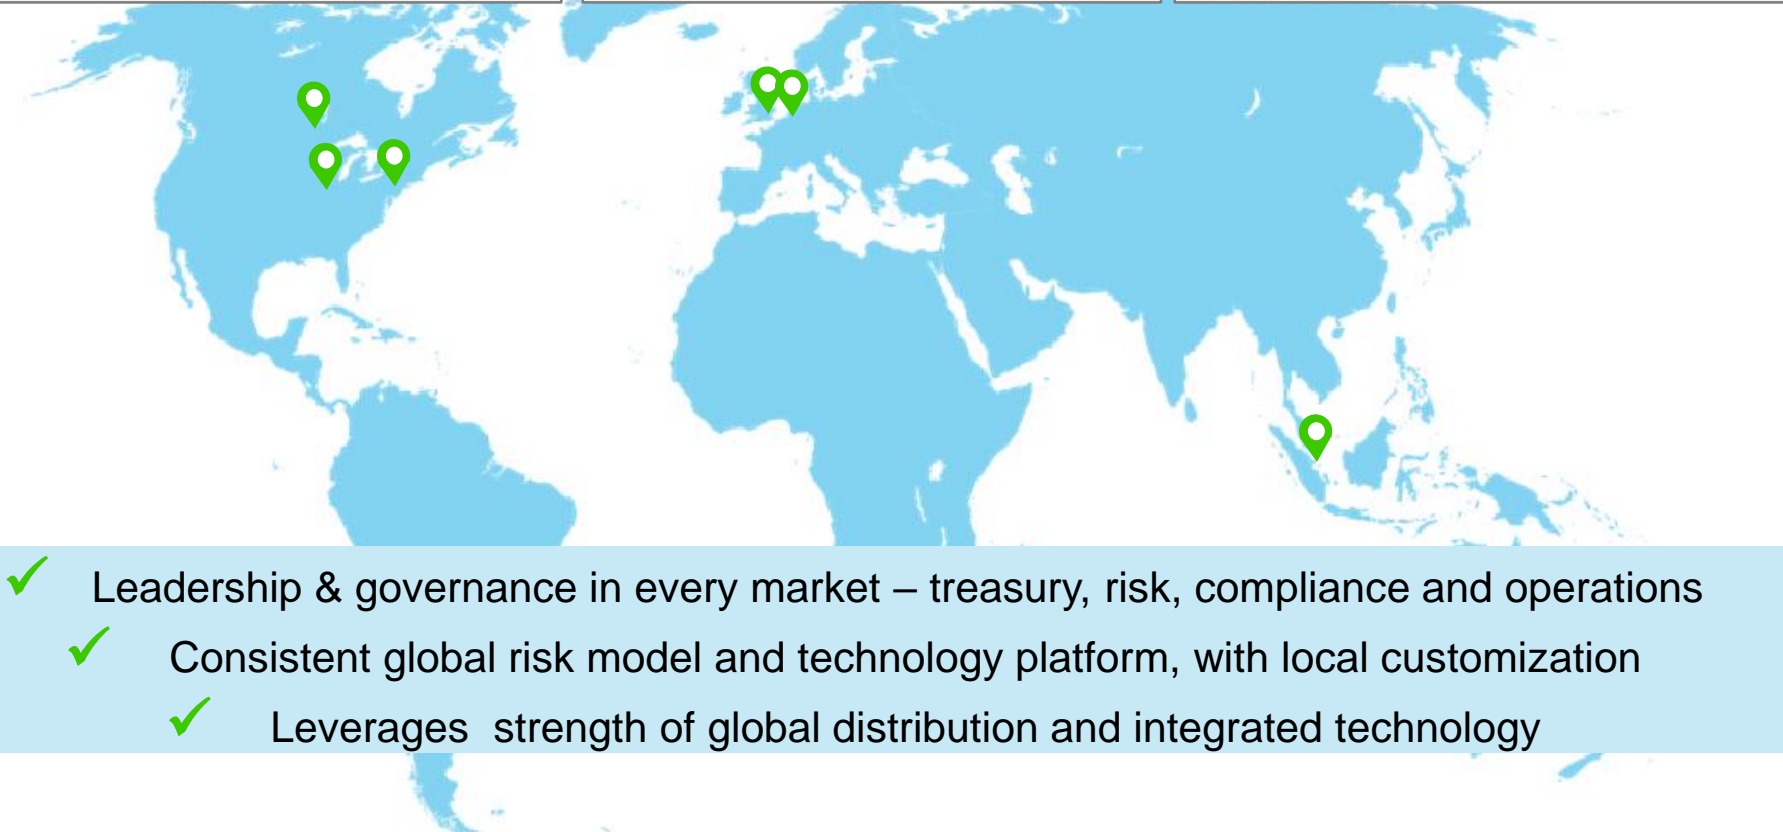 Leadership & governance in every market – treasury, risk, compliance and operations
Consistent global risk model and technology platform, with local customization
Leverages  strength of global distribution and integrated technology